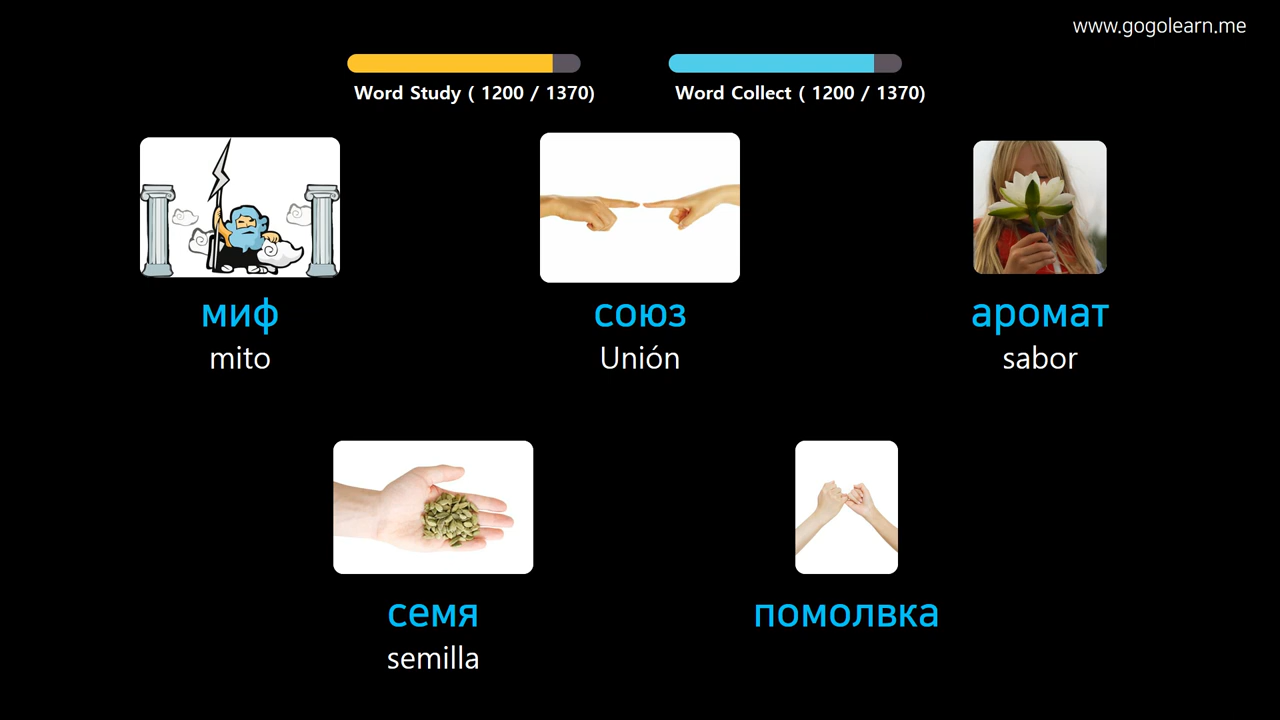 www.gogolearn.me
Word Study ( 1200 / 1370)
Word Collect ( 1200 / 1370)
миф
mito
союз
Unión
аромат
sabor
семя
semilla
помолвка